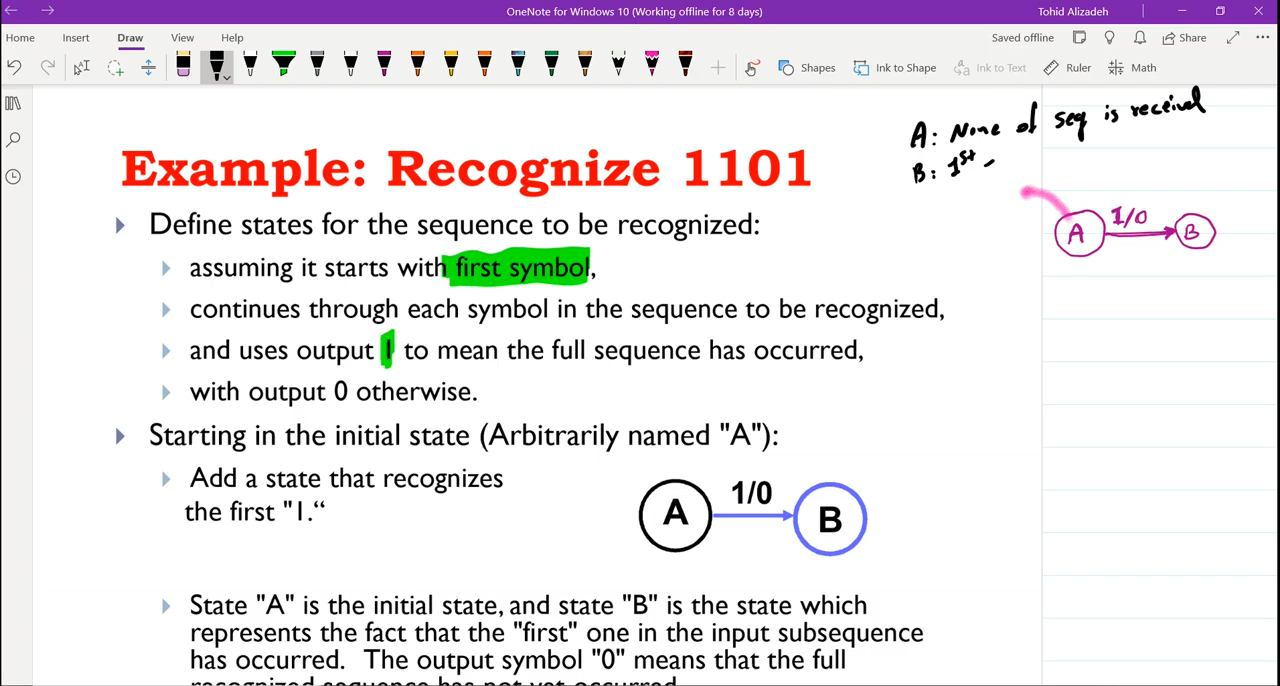 OneNote for Windows 10 (Working offline for 8 days)
Tohid Alizadeh
Home Insert Draw View Help
Saved offline
Share
Shapes
Ink to Shape
Ink to Text
Ruler
Math
A: None of seq is received
B: 1st -
Example: Recognize 1101
Define states for the sequence to be recognized:
assuming it starts with first symbol,
continues through each symbol in the sequence to be recognized,
and uses output 1 to mean the full sequence has occurred,
with output 0 otherwise.
A 1/0 B
Starting in the initial state (Arbitrarily named "A"):
Add a state that recognizes
the first "1.“
A 1/0 B
State "A" is the initial state, and state "B" is the state which
represents the fact that the "first" one in the input subsequence
has occurred. The output symbol "0" means that the full
recognized sequence has not yet occurred.